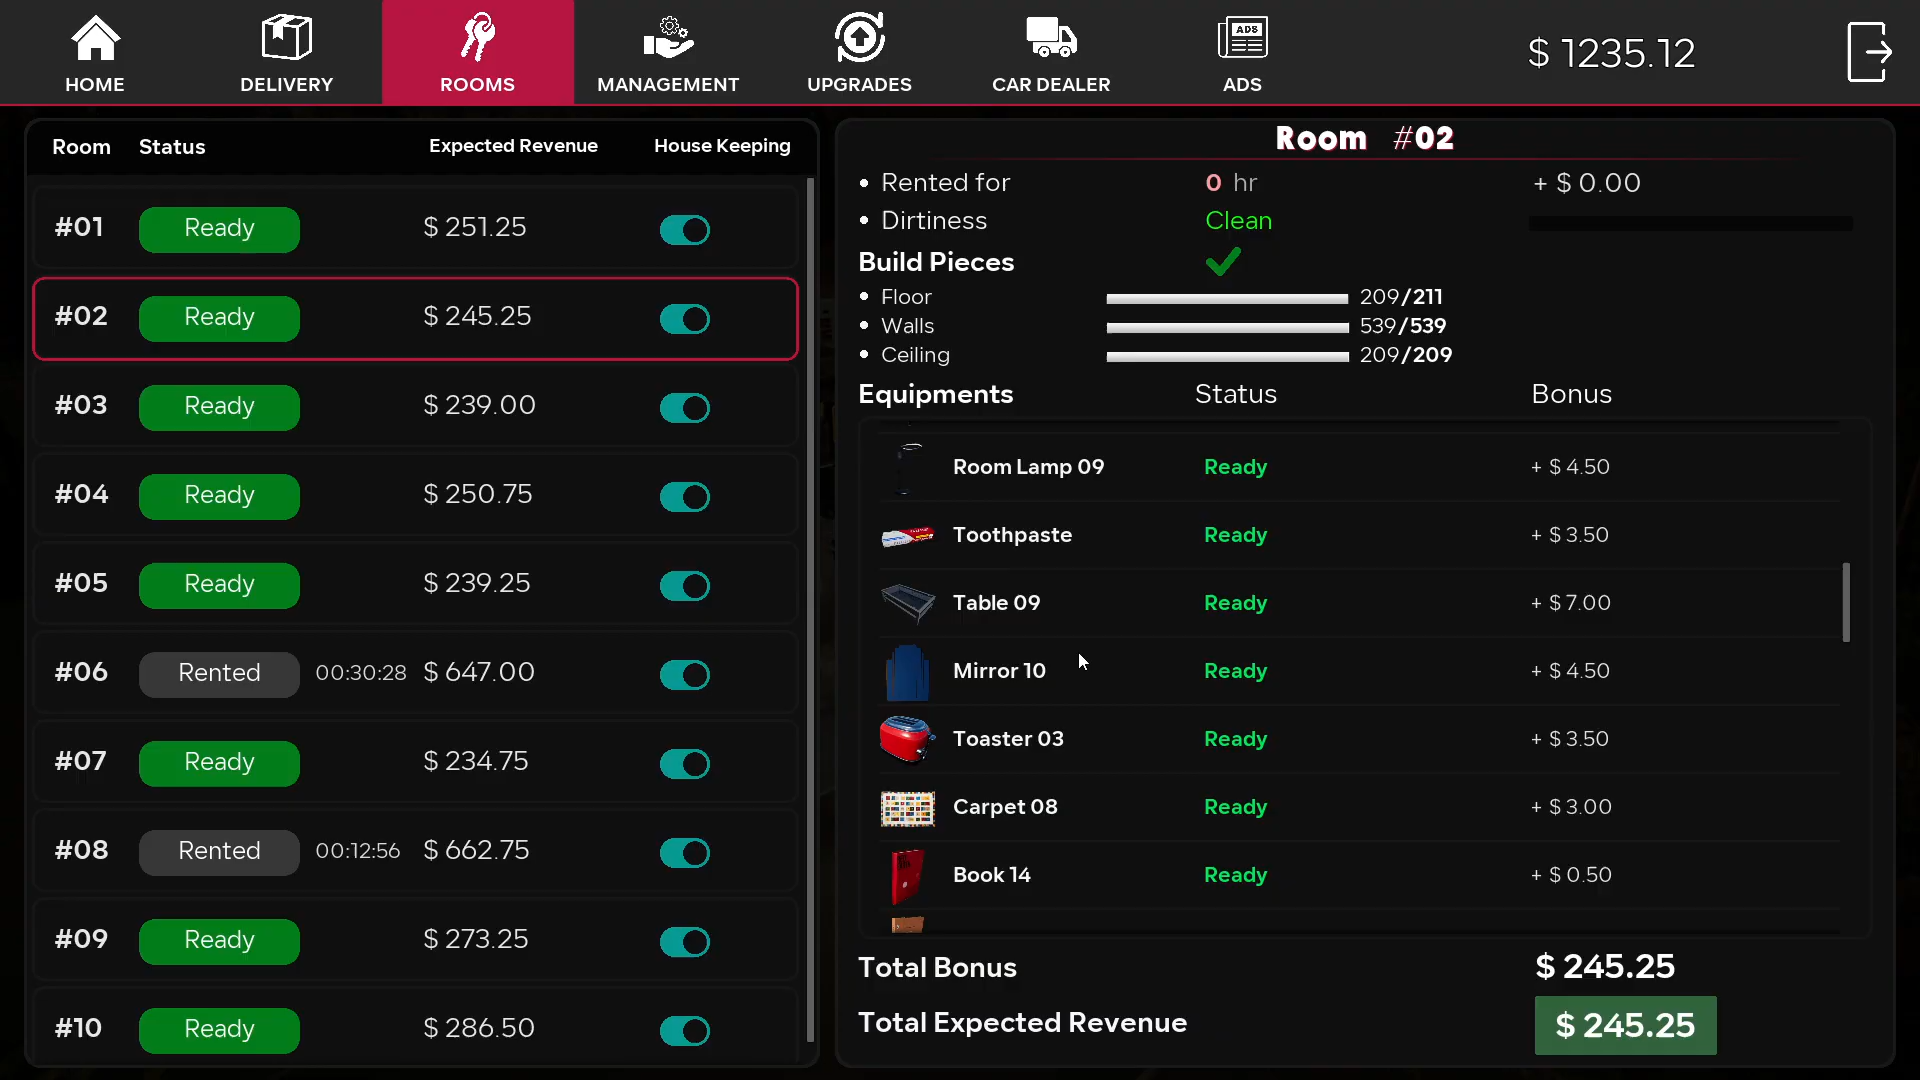 HOME
DELIVERY
ROOMS
MANAGEMENT
UPGRADES
CAR DEALER
ADS
ADS
$ 1235.12
Room Status Expected Revenue House Keeping
#01 Ready $ 251.25
#02 Ready $ 245.25
#03 Ready $ 239.00
#04 Ready $ 250.75
#05 Ready $ 239.25
#06 Rented 00:30:28 $ 647.00
#07 Ready $ 234.75
#08 Rented 00:12:56 $ 662.75
#09 Ready $ 273.25
#10 Ready $ 286.50
Room #02
Rented for 0 hr + $ 0.00
Dirtiness Clean
Build Pieces
Floor 209/211
Walls 539/539
Ceiling 209/209
Equipments Status Bonus
Room Lamp 09 Ready + $ 4.50
Toothpaste Ready + $ 3.50
Table 09 Ready + $ 7.00
Mirror 10 Ready + $ 4.50
Toaster 03 Ready + $ 3.50
Carpet 08 Ready + $ 3.00
Book 14 Ready + $ 0.50
Total Bonus $ 245.25
Total Expected Revenue $ 245.25